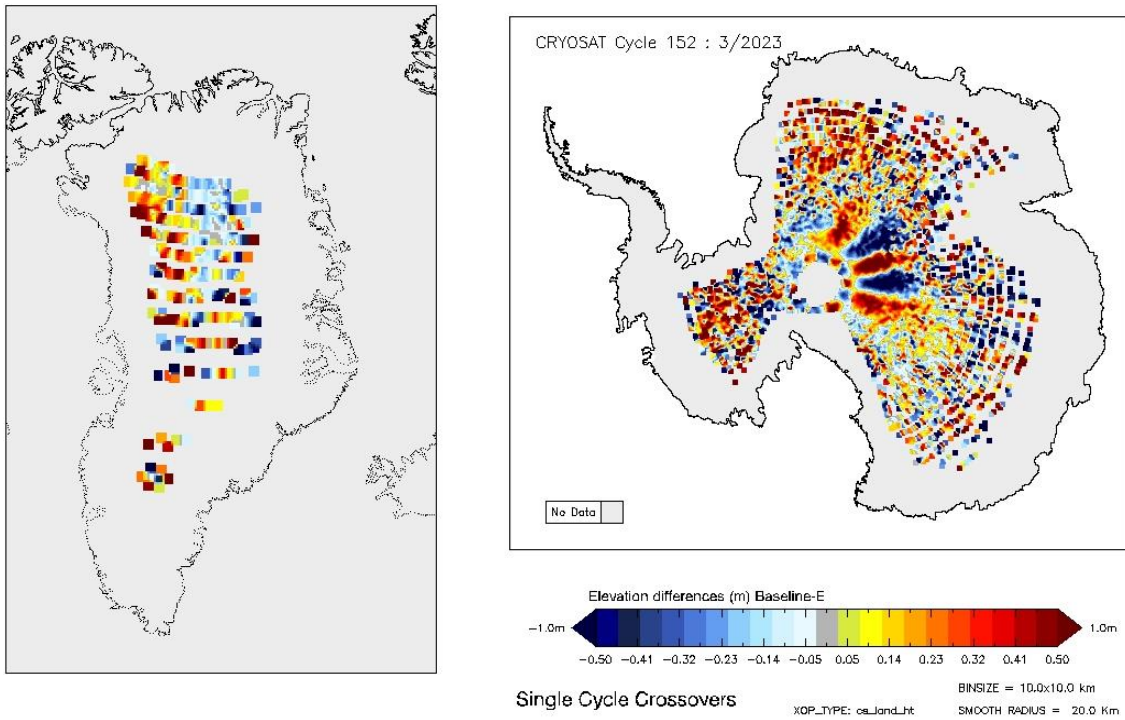 CRYOSAT Cycle 152 : 3/2023
No Data
Elevation differences (m) Baseline-E
-1.0m 1.0m
-0.50 -0.41 -0.32 -0.23 -0.14 -0.05 0.05 0.14 0.23 0.32 0.41 0.50
Single Cycle Crossovers
BINSIZE = 10.0x10.0 km
XOP_TYPE: cs_land_ht SMOOTH RADIUS = 20.0 Km